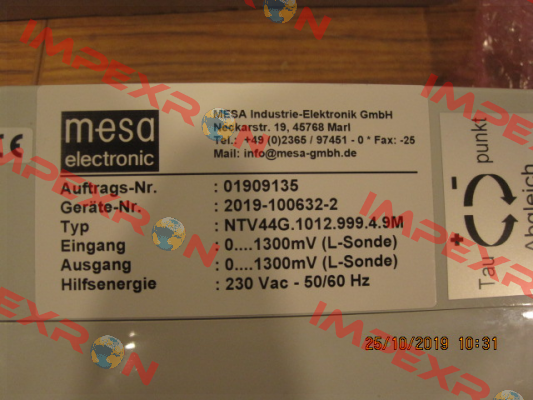 mesa
electronic
MESA Industrie-Elektronik GmbH
Neckarstr. 19, 45768 Marl
Tel.: +49 (0)2365 / 97451 - 0 * Fax: -25
Mail: info@mesa-gmbh.de
Auftrags-Nr. : 01909135
Geräte-Nr. : 2019-100632-2
Typ : NTV44G.1012.999.4.9M
Eingang : 0....1300mV (L-Sonde)
Ausgang : 0....1300mV (L-Sonde)
Hilfsenergie : 230 Vac - 50/60 Hz
CE
- punkt
+ Tau
Abgleich
25/10/2019 10:31
IMPEXRON
IMPEXRON
IMPEXRON
IMPEXRON
IMPEXRON
IMPEXRON